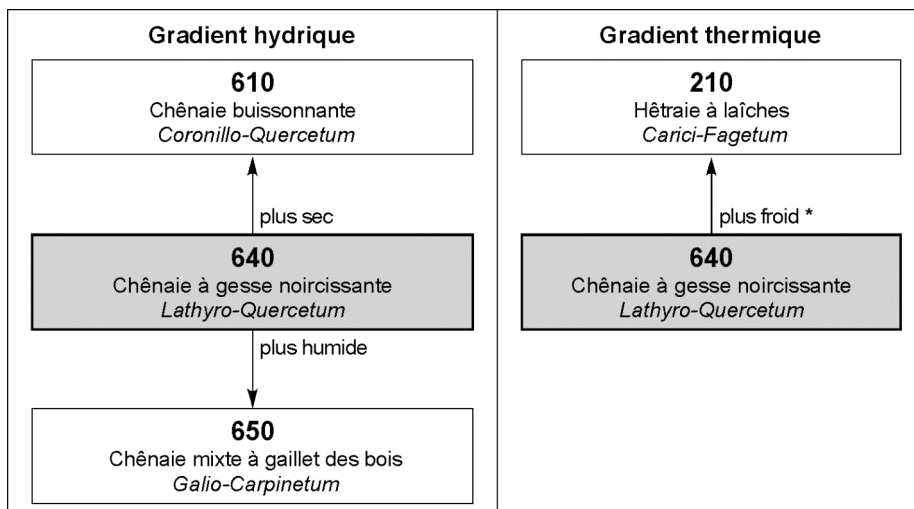 Gradient hydrique
610
Chênaie buissonnante
Coronillo-Quercetum
plus sec
640
Chênaie à gesse noircissante
Lathyro-Quercetum
plus humide
650
Chênaie mixte à gaillet des bois
Galio-Carpinetum
Gradient thermique
210
Hêtraie à laîches
Carici-Fagetum
plus froid *
640
Chênaie à gesse noircissante
Lathyro-Quercetum